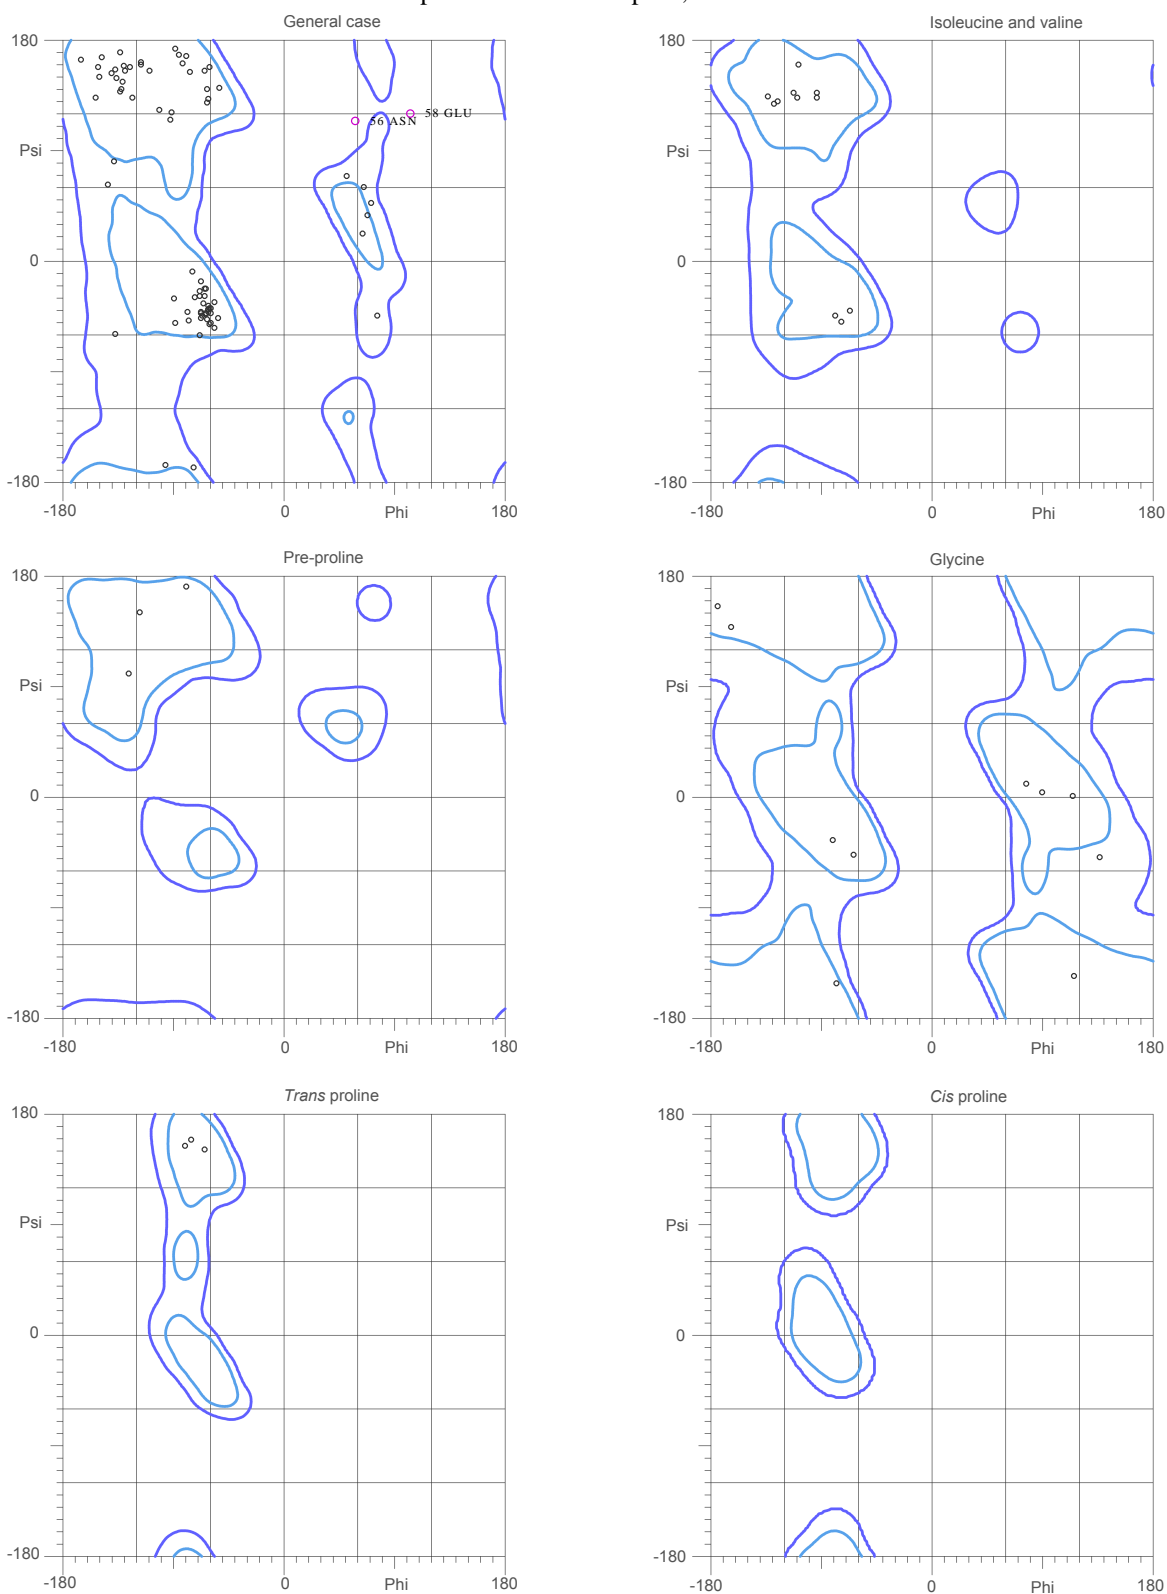 General case
Isoleucine and valine
180
180
56 ASN
58 GLU
Psi
Psi
0
0
-180
-180
-180
0
Phi
180
-180
0
Phi
180
Pre-proline
Glycine
180
180
Psi
Psi
0
0
-180
-180
-180
0
Phi
180
-180
0
Phi
180
Trans proline
Cis proline
180
180
Psi
Psi
0
0
-180
-180
-180
0
Phi
180
-180
0
Phi
180